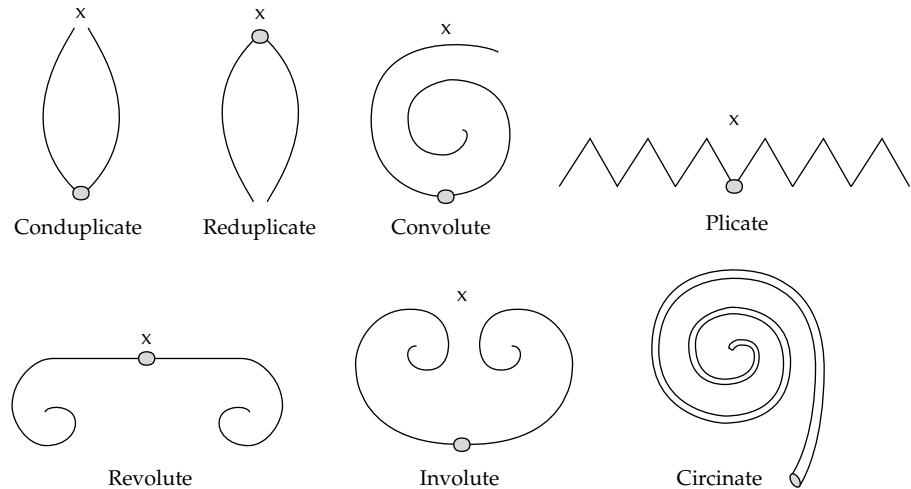 x
x
x
x
Conduplicate
Reduplicate
Convolute
Plicate
x
x
Revolute
Involute
Circinate